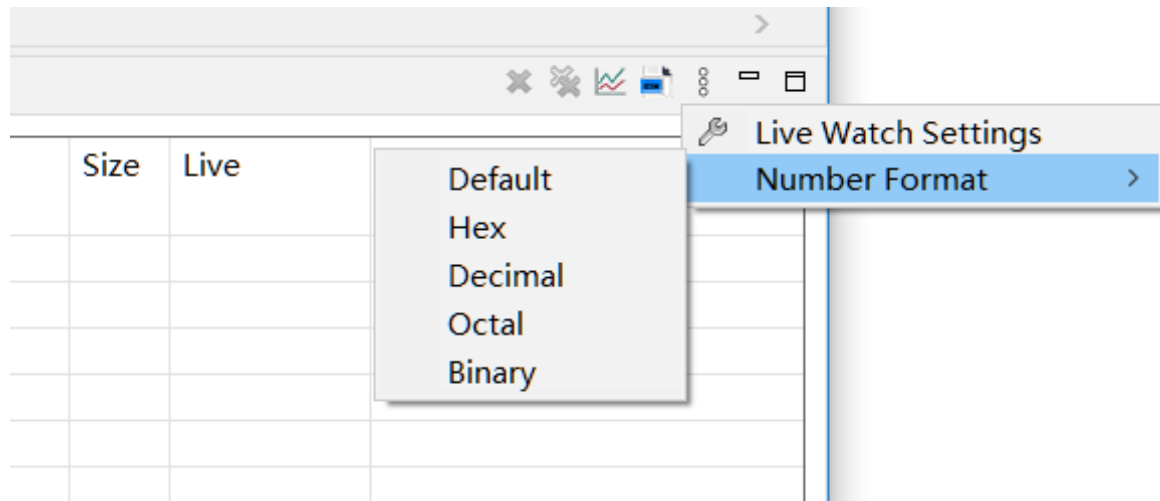 Live Watch Settings
Number Format
Size Live
Default
Hex
Decimal
Octal
Binary